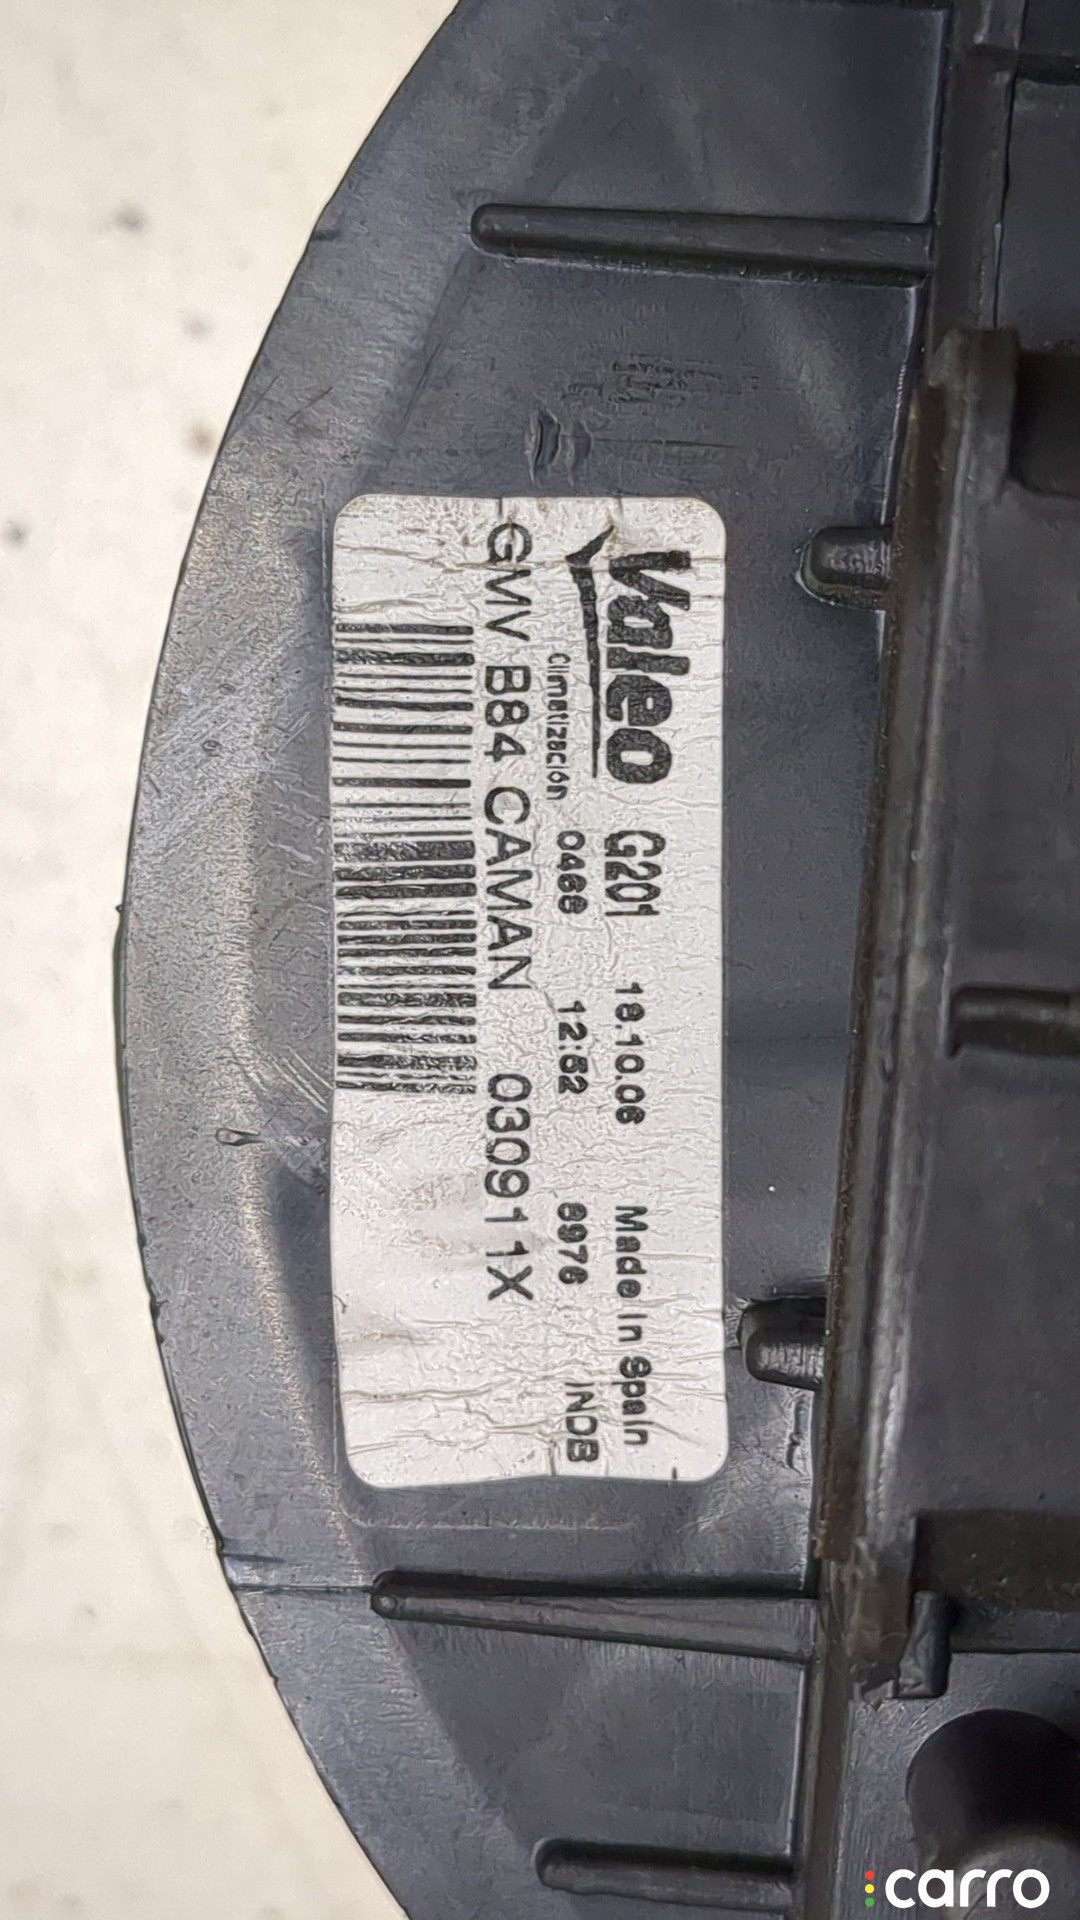 Valeo G201 18.10.06 Made In Spain
Climatización 0468 12:52 8976 INDB
GMV B84 CAMAN 030911X
carro